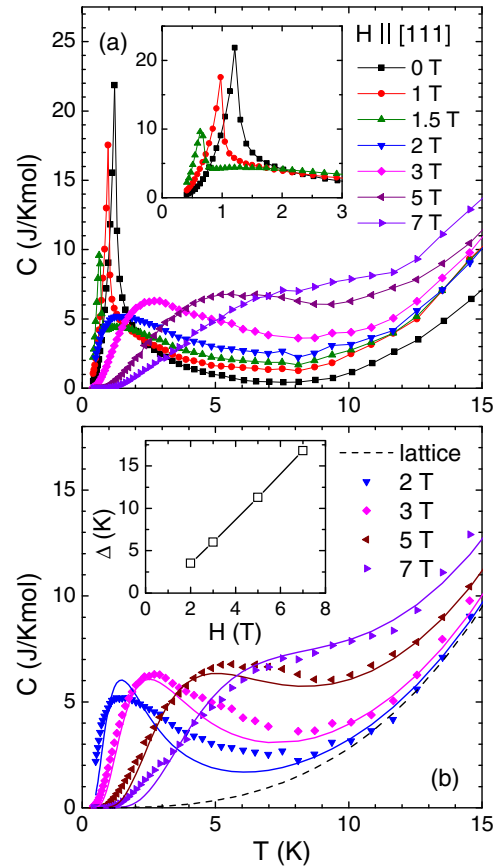 (a)
H || [111]
0 T
1 T
1.5 T
2 T
3 T
5 T
7 T
C (J/Kmol)
25
20
15
10
5
0
20
10
0
0 1 2 3
0 5 10 15
(b)
lattice
2 T
3 T
5 T
7 T
Δ (K)
15
10
5
0
0 2 4 6 8
H (T)
C (J/Kmol)
15
10
5
0
0 5 10 15
T (K)